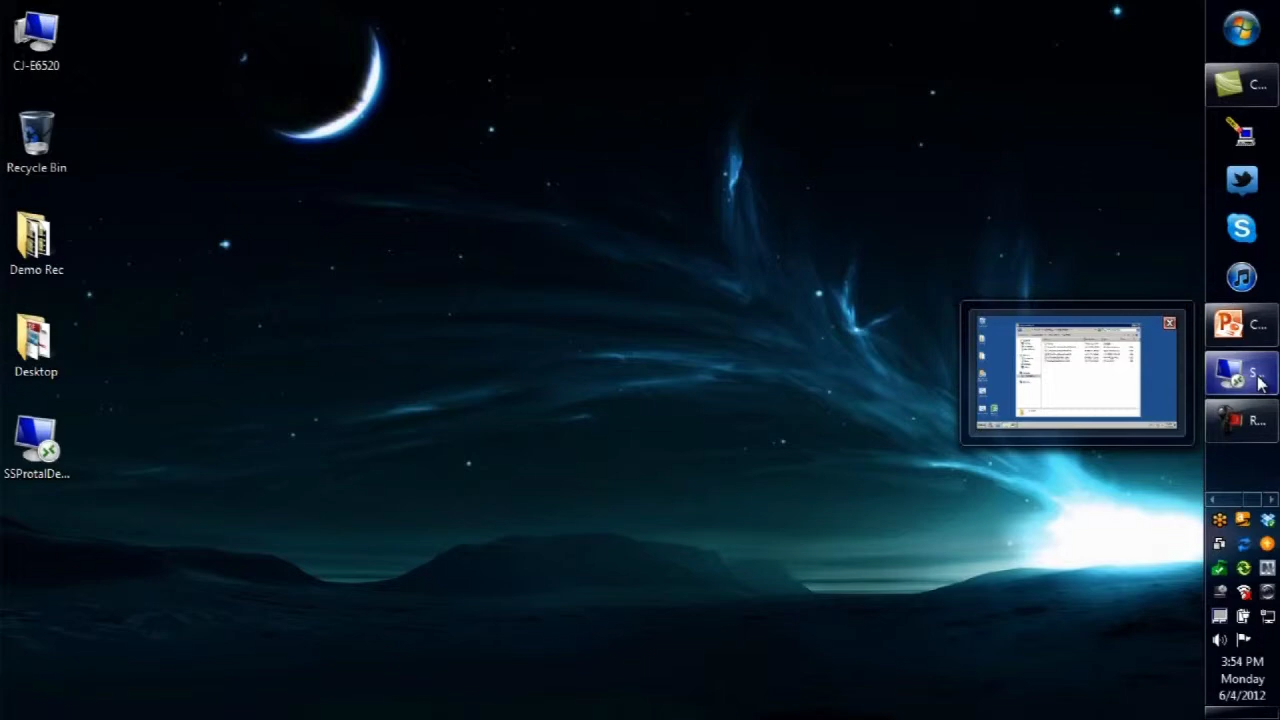 CJ-E6520
Recycle Bin
Demo Rec
Desktop
SSProtalDe...
C...
C...
S...
R...
3:54 PM
Monday
6/4/2012